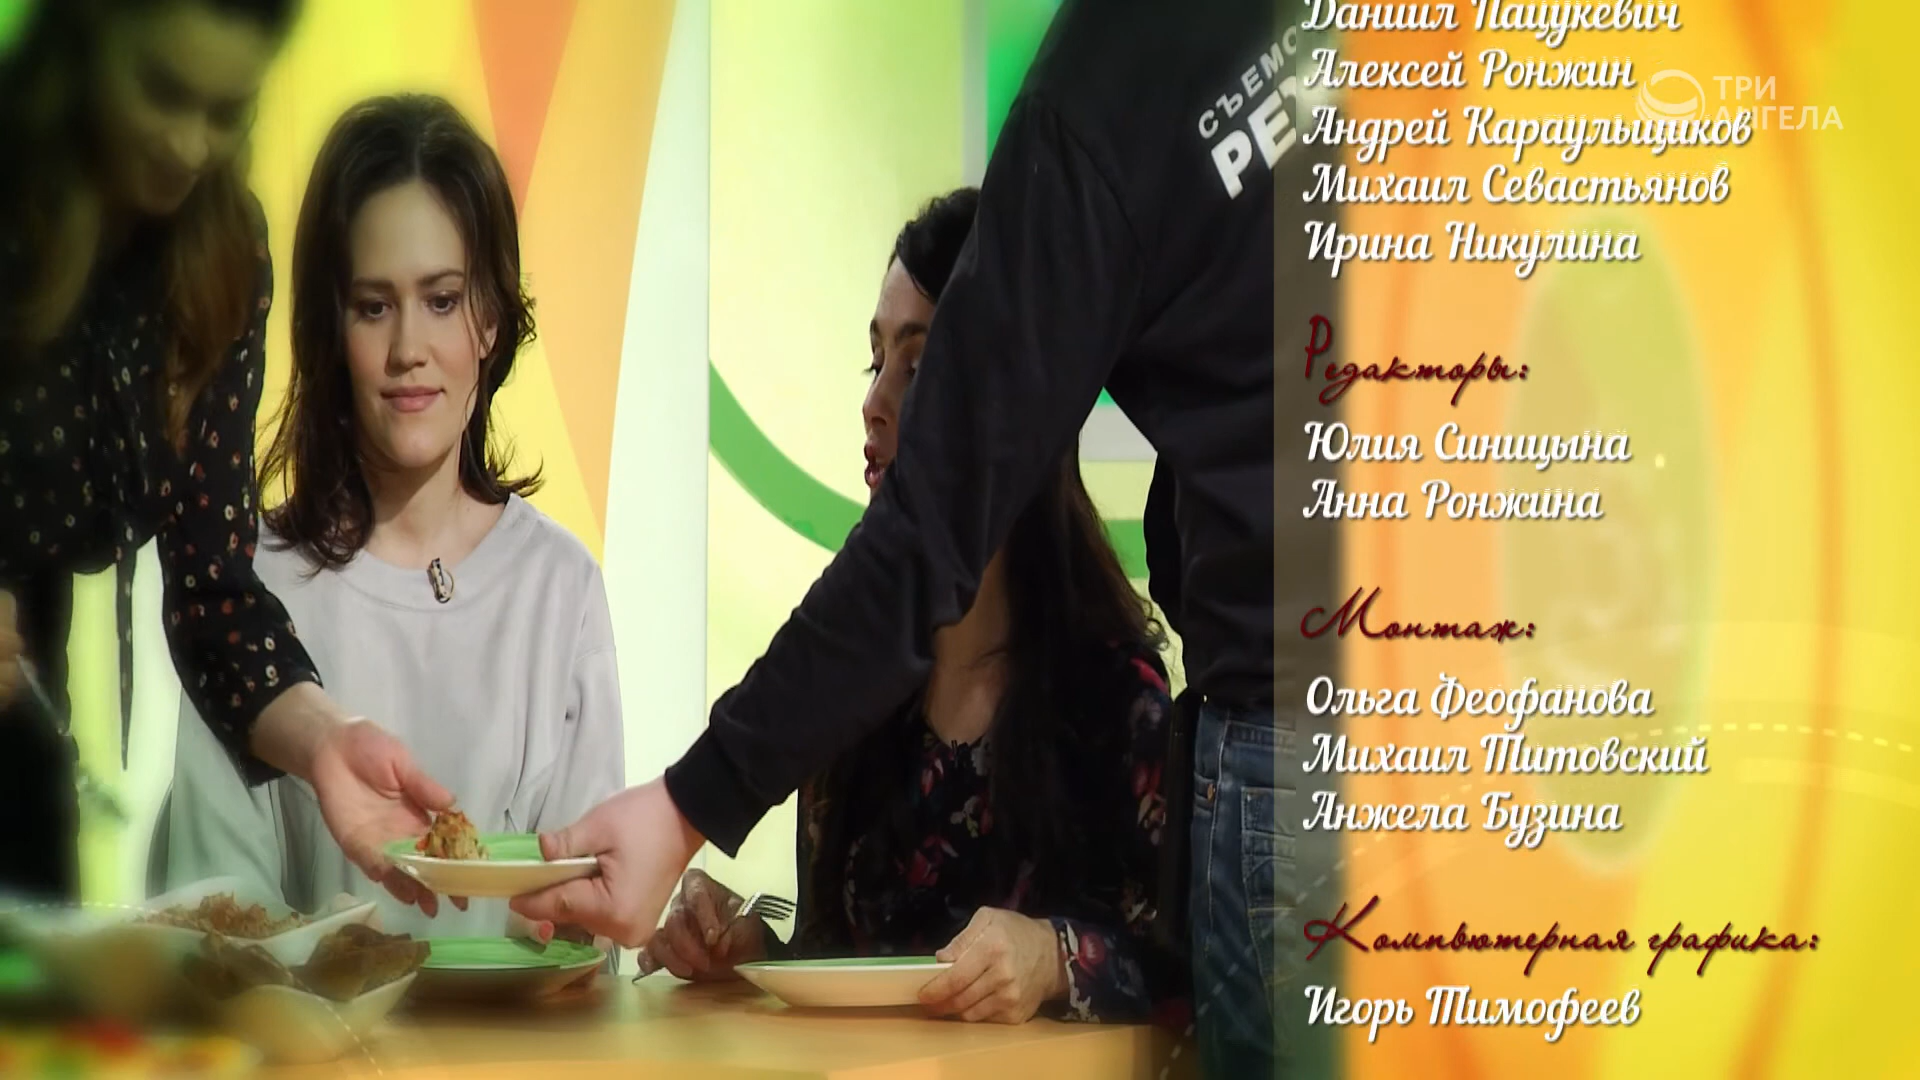 СЪЕМО
РЕ
Даниил Пацукевич
Алексей Ронжин
ТРИ
АНГЕЛА
Андрей Караульщиков
Михаил Севастьянов
Ирина Никулина
Редакторы:
Юлия Синицына
Анна Ронжина
Монтаж:
Ольга Феофанова
Михаил Титовский
Анжела Бузина
Компьютерная графика:
Игорь Тимофеев